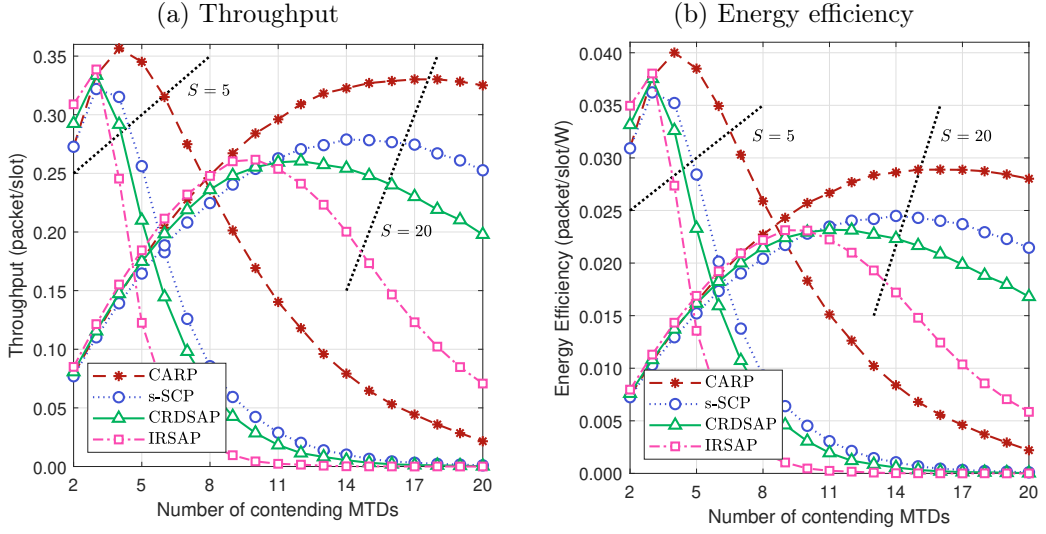 (a) Throughput
(b) Energy efficiency
Throughput (packet/slot)
0.35
0.30
0.25
0.20
0.15
0.10
0.05
0.00
S = 5
S = 20
CARP
s-SCP
CRDSAP
IRSAP
2 5 8 11 14 17 20
Number of contending MTDs
Energy Efficiency (packet/slot/W)
0.040
0.035
0.030
0.025
0.020
0.015
0.010
0.005
0.000
S = 5
S = 20
CARP
s-SCP
CRDSAP
IRSAP
2 5 8 11 14 17 20
Number of contending MTDs